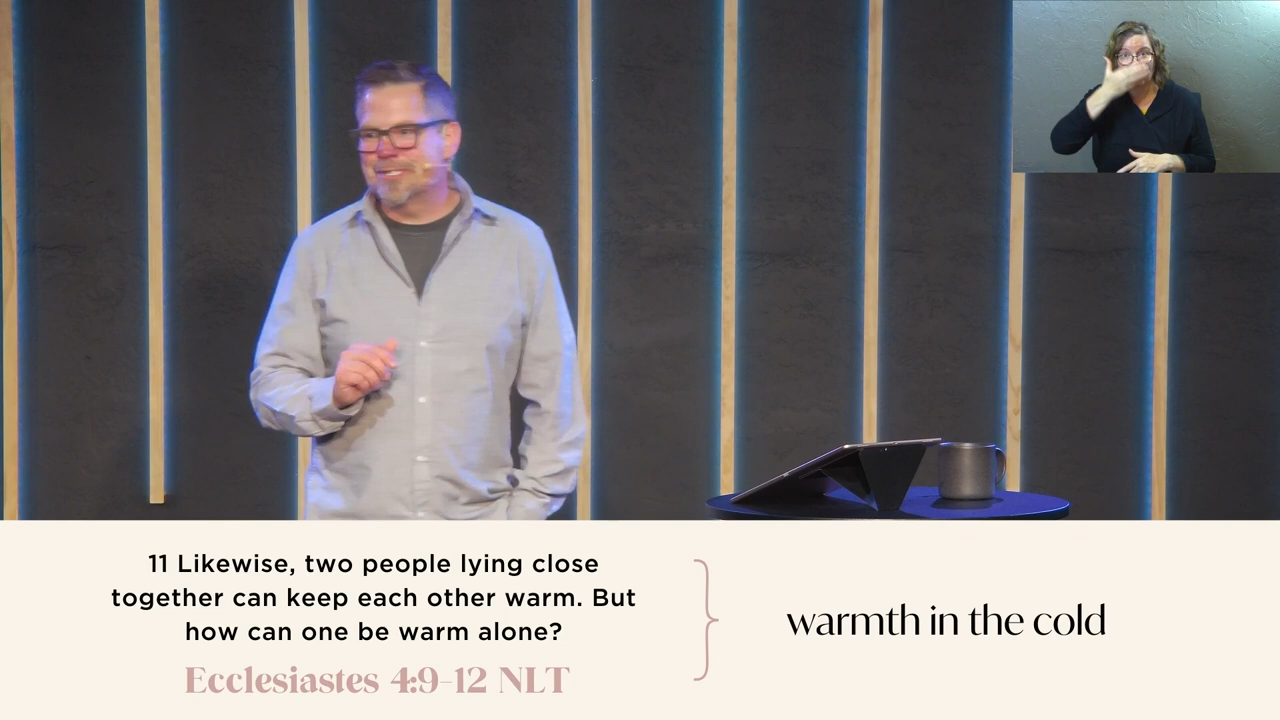 11 Likewise, two people lying close
together can keep each other warm. But
how can one be warm alone?
Ecclesiastes 4:9-12 NLT
warmth in the cold